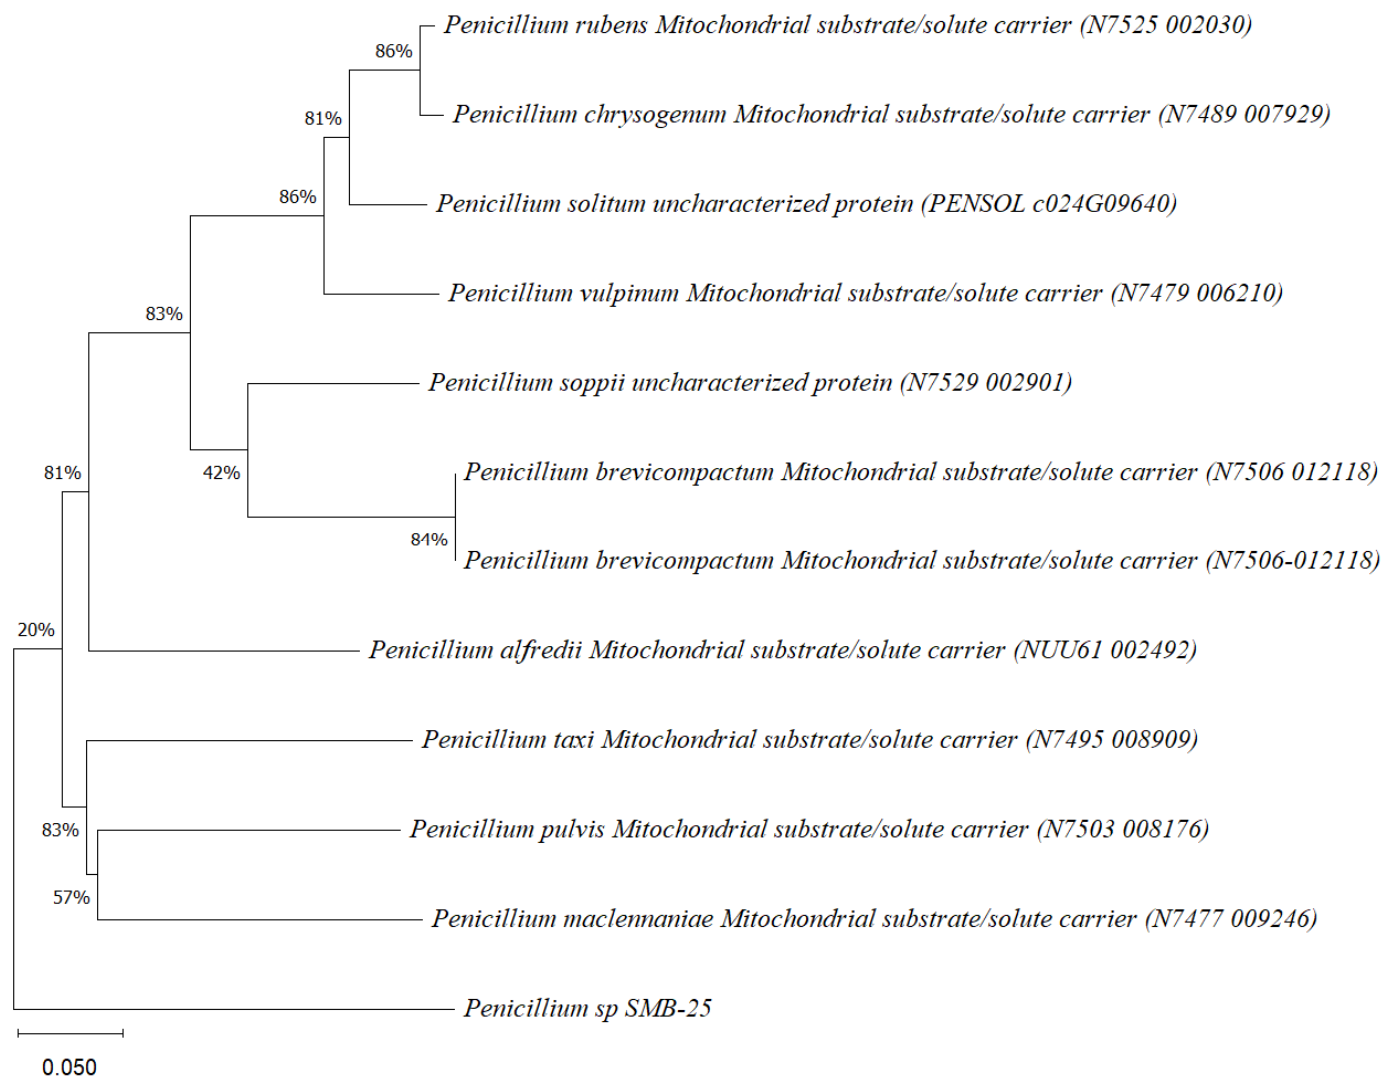 Penicillium rubens Mitochondrial substrate/solute carrier (N7525 002030)
86%
Penicillium chrysogenum Mitochondrial substrate/solute carrier (N7489 007929)
81%
Penicillium solitum uncharacterized protein (PENSOL c024G09640)
86%
Penicillium vulpinum Mitochondrial substrate/solute carrier (N7479 006210)
83%
Penicillium soppii uncharacterized protein (N7529 002901)
81%
42%
Penicillium brevicompactum Mitochondrial substrate/solute carrier (N7506 012118)
84%
Penicillium brevicompactum Mitochondrial substrate/solute carrier (N7506-012118)
20%
Penicillium alfredii Mitochondrial substrate/solute carrier (NUU61 002492)
Penicillium taxi Mitochondrial substrate/solute carrier (N7495 008909)
83%
Penicillium pulvis Mitochondrial substrate/solute carrier (N7503 008176)
57%
Penicillium maclennaniae Mitochondrial substrate/solute carrier (N7477 009246)
Penicillium sp SMB-25
0.050